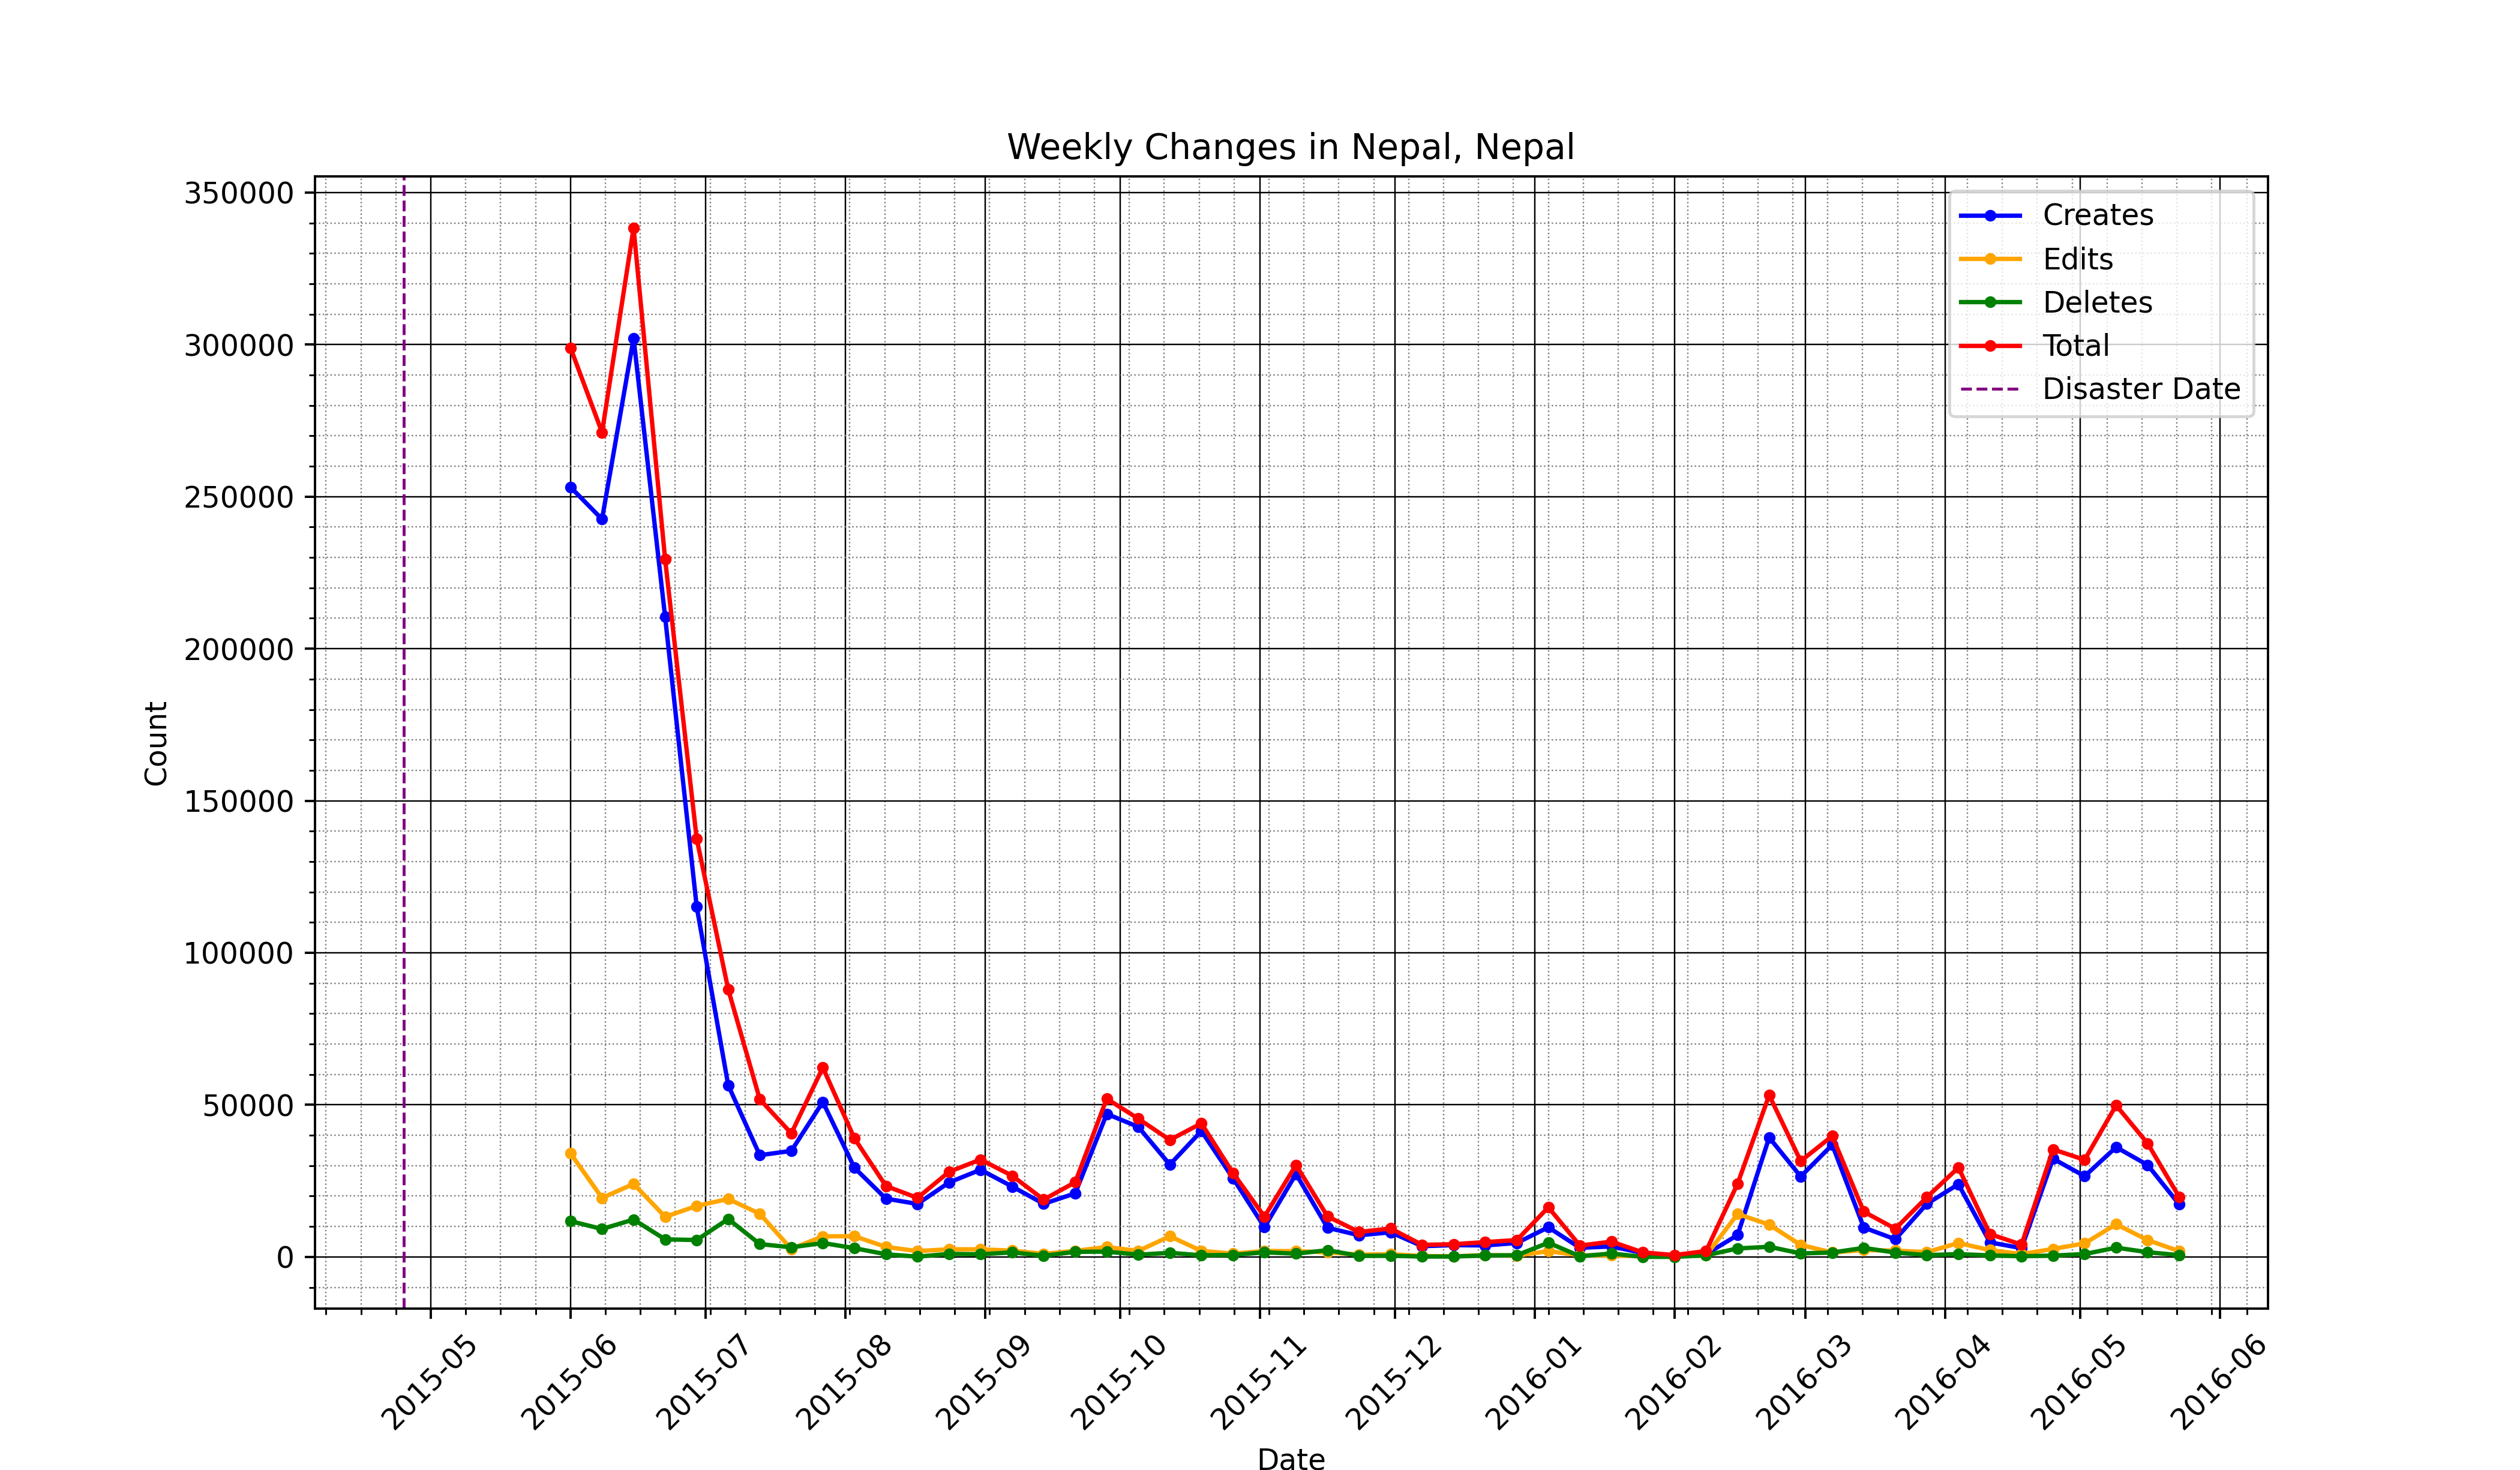 Weekly Changes in Nepal, Nepal
350000
300000
250000
200000
150000
100000
50000
0
Count
Creates
Edits
Deletes
Total
Disaster Date
2015-05
2015-06
2015-07
2015-08
2015-09
2015-10
2015-11
2015-12
2016-01
2016-02
2016-03
2016-04
2016-05
2016-06
Date